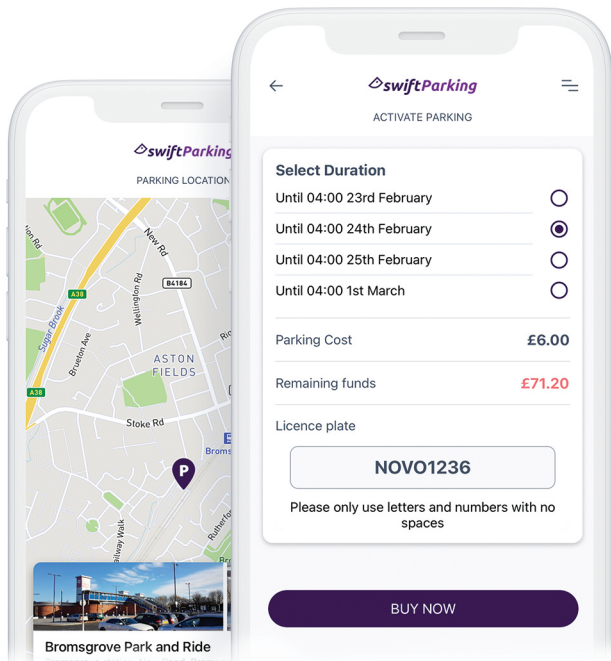 swiftParking
PARKING LOCATION
New Rd
B4184
Wellington Rd
A38
Sugar Brook
Brueton Ave
ASTON
FIELDS
A38
Stoke Rd
Broms
P
Bromsgrove Park and Ride
swiftParking
ACTIVATE PARKING
Select Duration
Until 04:00 23rd February
Until 04:00 24th February
Until 04:00 25th February
Until 04:00 1st March
Parking Cost
£6.00
Remaining funds
£71.20
Licence plate
NOVO1236
Please only use letters and numbers with no
spaces
BUY NOW